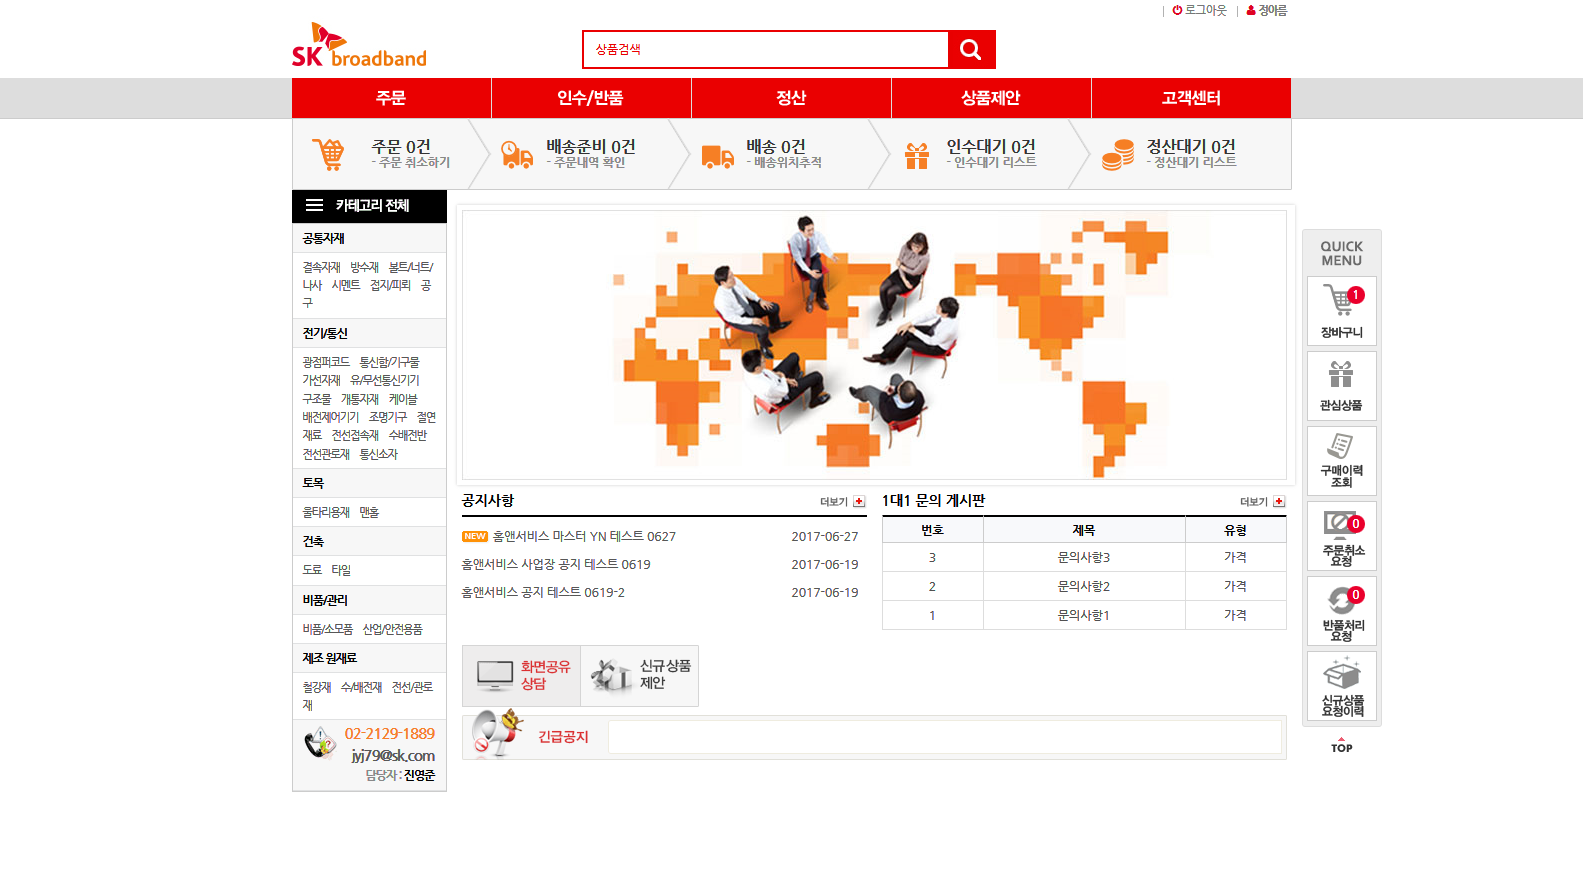 로그아웃
정아름
SK broadband
상품검색
주문
인수/반품
정산
상품제안
고객센터
주문 0건
- 주문 취소하기
배송준비 0건
- 주문내역 확인
배송 0건
- 배송위치추적
인수대기 0건
- 인수대기 리스트
정산대기 0건
- 정산대기 리스트
카테고리 전체
공통자재
결속자재 방수재 볼트/너트/
나사 시멘트 접지/피뢰 공
구
전기/통신
광점퍼코드 통신함/기구물
가선자재 유/무선통신기기
구조물 개통자재 케이블
배전제어기기 조명기구 절연
재료 전선접속재 수배전반
전선관로재 통신소자
토목
울타리용재 맨홀
건축
도료 타일
비품/관리
비품/소모품 산업/안전용품
제조 원재료
철강재 수/배전재 전선/관로
재
02-2129-1889
jyj79@sk.com
담당자 : 진영준
공지사항
더보기
NEW 홈앤서비스 마스터 YN 테스트 0627 2017-06-27
홈앤서비스 사업장 공지 테스트 0619 2017-06-19
홈앤서비스 공지 테스트 0619-2 2017-06-19
1대1 문의 게시판
더보기
번호 제목 유형
3 문의사항3 가격
2 문의사항2 가격
1 문의사항1 가격
화면공유
상담
신규상품
제안
긴급공지
QUICK
MENU
1
장바구니
관심상품
구매이력
조회
0
주문취소
요청
0
반품처리
요청
신규상품
요청이력
TOP